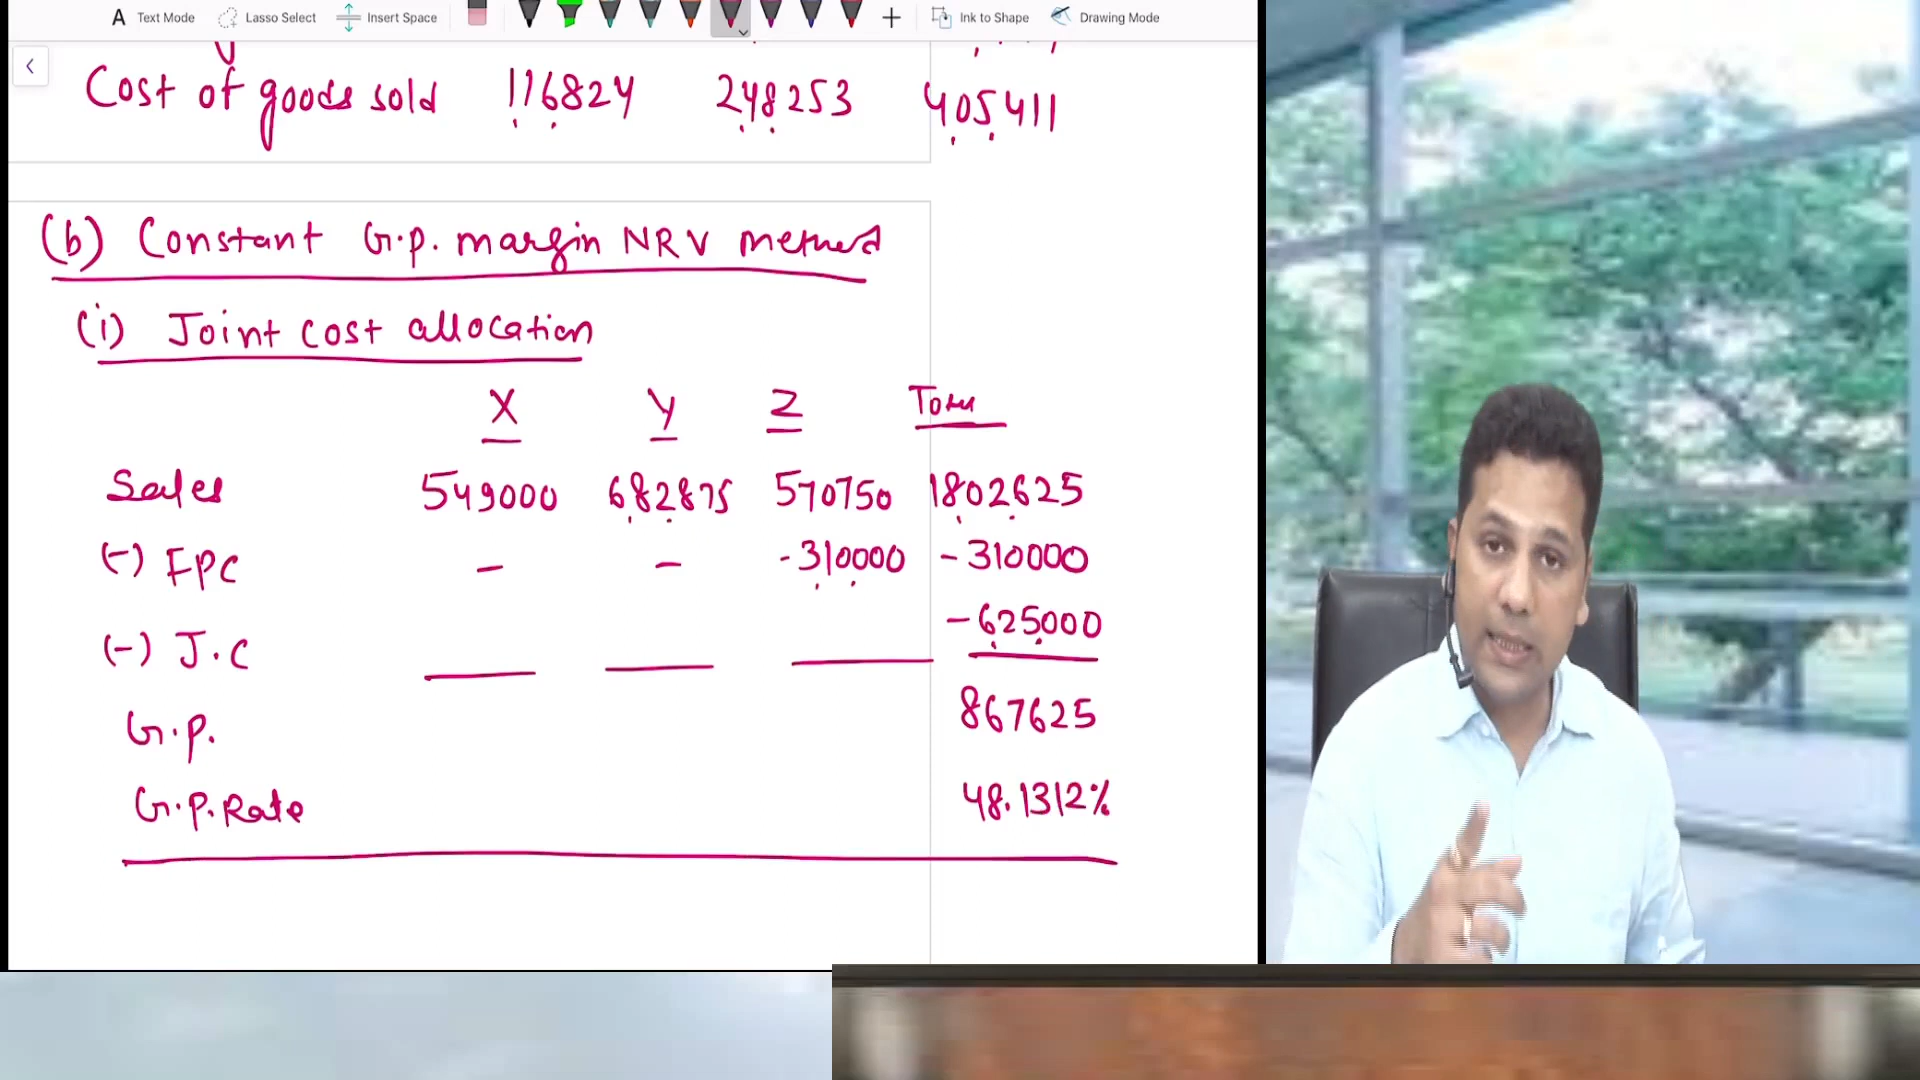 A Text Mode Lasso Select Insert Space Ink to Shape Drawing Mode
Cost of goods sold 116824 248253 405411
(b) Constant G.p. margin NRV method
(i) Joint cost allocation
X Y Z Total
Sales 549000 682875 570750 1802625
(-) FPC - - -310000 -310000
(-) J.C -625000
G.p. 867625
G.p. Rate 48.1312%